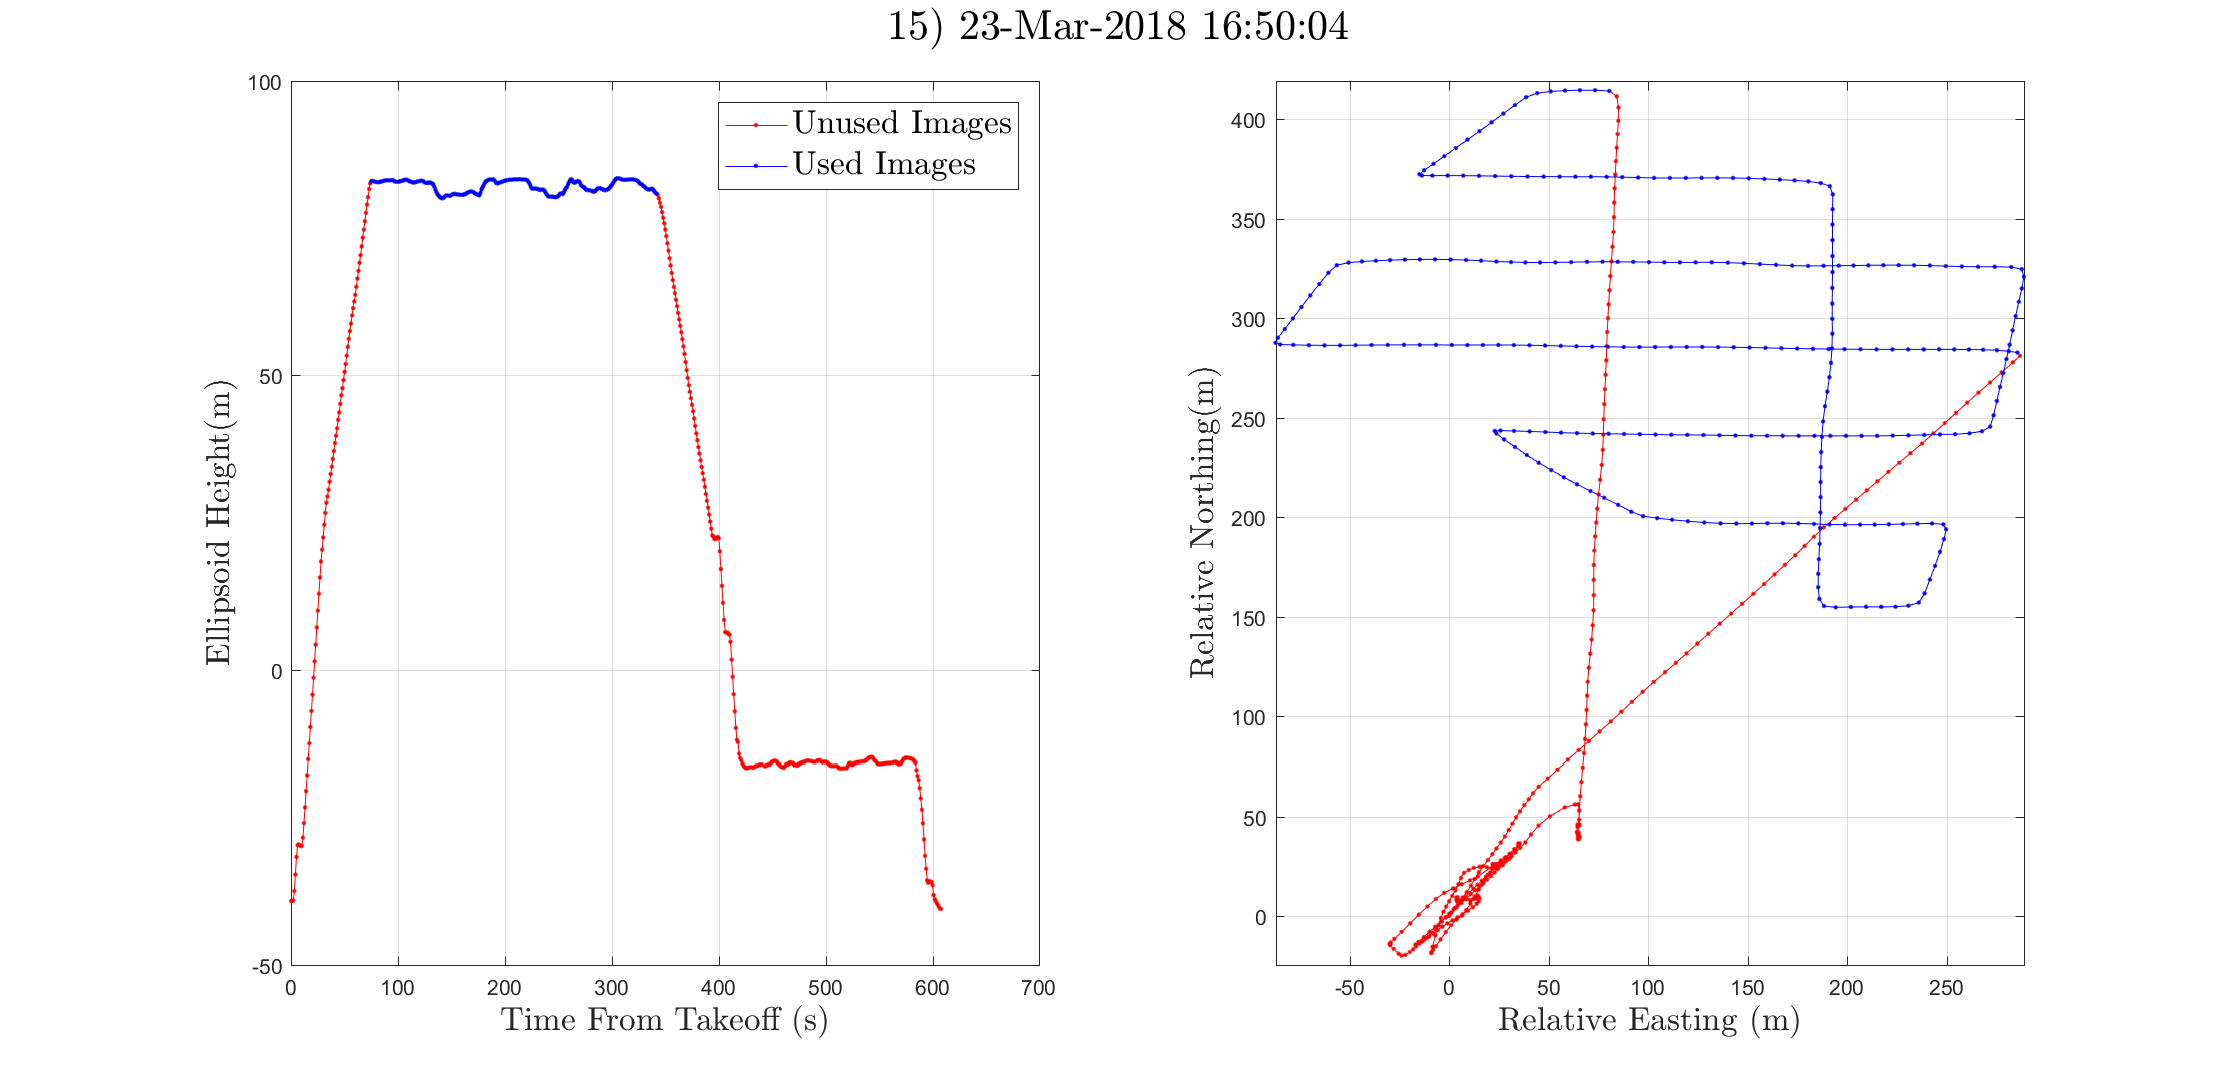 15) 23-Mar-2018 16:50:04
Ellipsoid Height(m)
100
50
0
-50
Unused Images
Used Images
0 100 200 300 400 500 600 700
Time From Takeoff (s)
Relative Northing(m)
400
350
300
250
200
150
100
50
0
-50 0 50 100 150 200 250
Relative Easting (m)